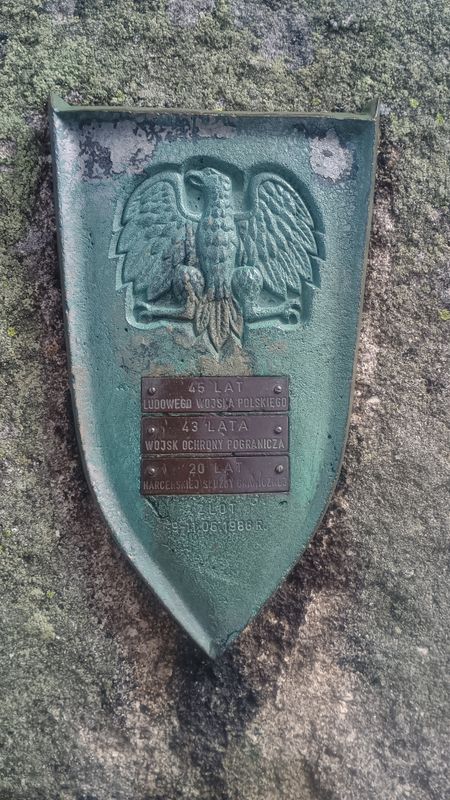 45 LAT
LUDOWEGO WOJSKA POLSKIEGO
43 LATA
WOJSK OCHRONY POGRANICZA
20 LAT
HARCERSKIEJ SŁUŻBY GRANICZNEJ
ZLOT
9-11.06.1988 R.